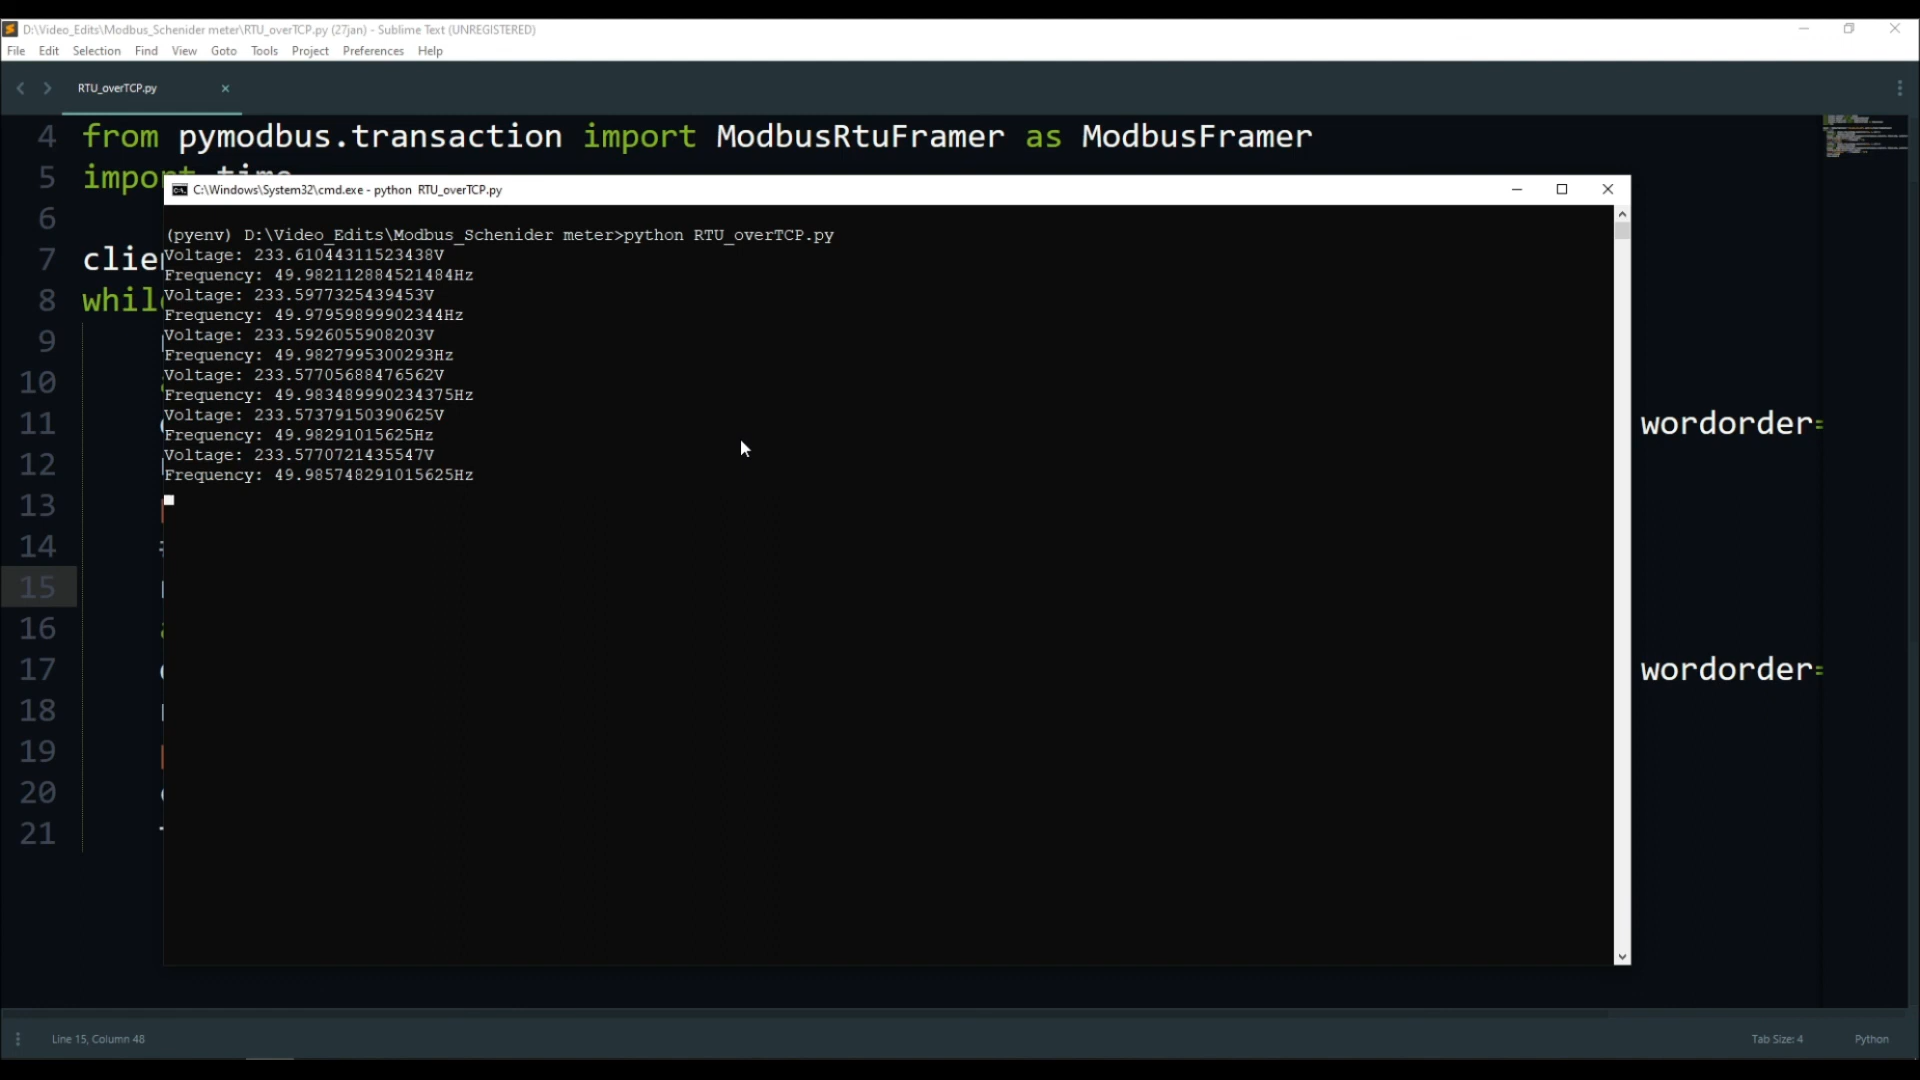 D:\Video_Edits\Modbus_Schenider meter\RTU_overTCP.py (27jan) - Sublime Text (UNREGISTERED)
File Edit Selection Find View Goto Tools Project Preferences Help
RTU_overTCP.py
4 from pymodbus.transaction import ModbusRtuFramer as ModbusFramer
5 import time
C:\Windows\System32\cmd.exe - python RTU_overTCP.py
6
(pyenv) D:\Video_Edits\Modbus_Schenider meter>python RTU_overTCP.py
7 clie
Voltage: 233.61044311523438V
Frequency: 49.982112884521484Hz
8 whil
Voltage: 233.5977325439453V
Frequency: 49.97959899902344Hz
9
Voltage: 233.5926055908203V
Frequency: 49.9827995300293Hz
10
Voltage: 233.57705688476562V
Frequency: 49.983489990234375Hz
11 wordorder=
Voltage: 233.57379150390625V
Frequency: 49.98291015625Hz
12
Voltage: 233.5770721435547V
Frequency: 49.985748291015625Hz
13
14
15
16
17 wordorder=
18
19
20
21
Line 15, Column 48
Tab Size: 4 Python